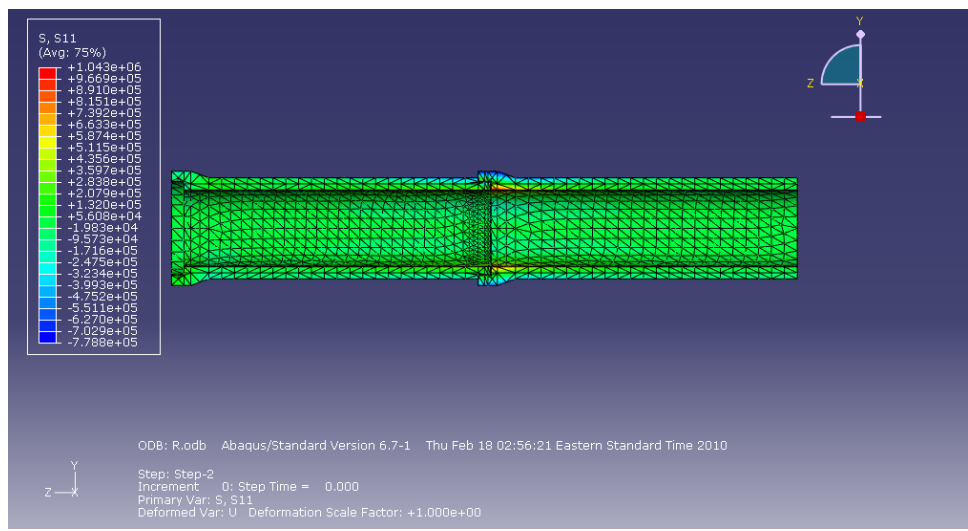 S, S11
(Avg: 75%)
+1.043e+06
+9.669e+05
+8.910e+05
+8.151e+05
+7.392e+05
+6.633e+05
+5.874e+05
+5.115e+05
+4.356e+05
+3.597e+05
+2.838e+05
+2.079e+05
+1.320e+05
+5.608e+04
-1.983e+04
-9.573e+04
-1.716e+05
-2.475e+05
-3.234e+05
-3.993e+05
-4.752e+05
-5.511e+05
-6.270e+05
-7.029e+05
-7.788e+05
Y
Z
X
ODB: R.odb Abaqus/Standard Version 6.7-1 Thu Feb 18 02:56:21 Eastern Standard Time 2010
Y
Z
X
Step: Step-2
Increment 0: Step Time = 0.000
Primary Var: S, S11
Deformed Var: U Deformation Scale Factor: +1.000e+00